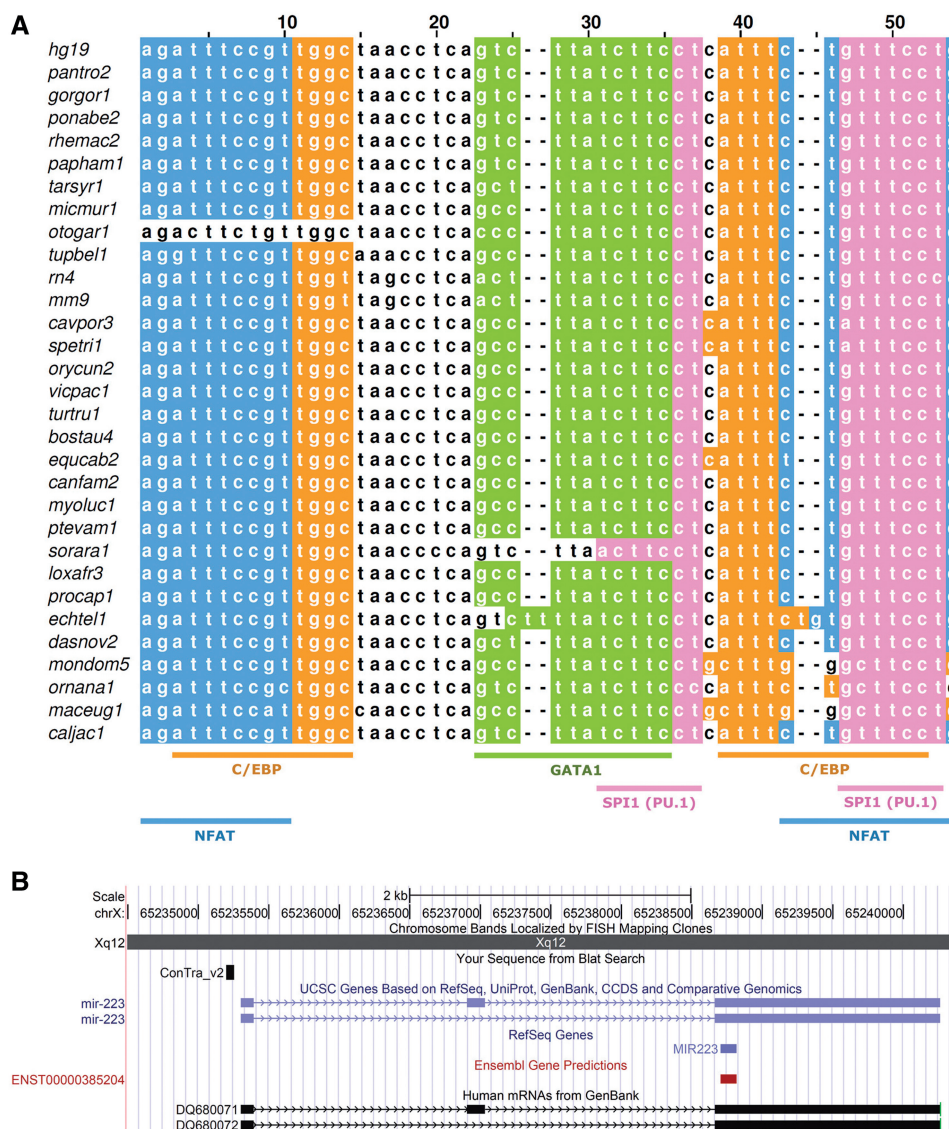 A
10 20 30 40 50
hg19 agatttccgttggctaacctcagtc--ttatcttcctcatttc--tgtttcct
pantro2 agatttccgttggctaacctcagtc--ttatcttcctcatttc--tgtttcct
gorgor1 agatttccgttggctaacctcagtc--ttatcttcctcatttc--tgtttcct
ponabe2 agatttccgttggctaacctcagtc--ttatcttcctcatttc--tgtttcct
rhemac2 agatttccgttggctaacctcagtc--ttatcttcctcatttc--tgtttcct
papham1 agatttccgttggctaacctcagtc--ttatcttcctcatttc--tgtttcct
tarsyr1 agatttccgttggctaacctcagct--ttatcttcctcatttc--tgtttcct
micmur1 agatttccgttggctaacctcagcc--ttatcttcctcatttc--tgtttcct
otogar1 agacttctgttggctaacctcaccc--ttatcttcctcatttc--tgtttcct
tupbel1 aggtttccgttggcaaacctcagcc--ttatcttcctcatttc--tgtttcct
rn4 agatttccgttggttagcctcaact--ttatcttcctcatttc--tgtttccc
mm9 agatttccgttggttagcctcaact--ttatcttcctcatttc--tgtttcct
cavpor3 agatttccgttggctaacctcagcc--ttatcttcctcatttc--tatttcct
spetri1 agatttccgttggctaacctcagcc--ttatcttcctcatttc--tatttcct
orycun2 agatttccgttggctaacctcagcc--ttatcttcctcatttc--tgtttcct
vicpac1 agatttccgttggctaacctcagcc--ttatcttcctcatttc--tgtttcct
turtru1 agatttccgttggctaacctcagcc--ttatcttcctcatttc--tgtttcct
bostau4 agatttccgttggctaacctcagcc--ttatcttcctcatttc--tgtttcct
equcab2 agatttccgttggctaacctcagcc--ttatcttcctcatttt--tgtttcct
canfam2 agatttccgttggctaacctcagcc--ttatcttcctcatttc--tgtttcct
myoluc1 agatttccgttggctaacctcagcc--ttatcttcctcatttc--tgtttcct
ptevam1 agatttccgttggctaacctcagcc--ttatcttcctcatttc--tgtttcct
sorara1 agatttccgttggctaaccccagtc--ttaacttcctcatttc--tgtttcct
loxafr3 agatttccgttggctaacctcagcc--ttatcttcctcatttc--tgtttcct
procap1 agatttccgttggctaacctcagcc--ttatcttcctcatttc--tgtttcct
echtel1 agatttccgttggctaacctcagtcttttatcttcctcatttctgtgtttcct
dasnov2 agatttccgttggctaacctcagct--ttatcttcctcatttc--tgtttcct
mondom5 agatttccgttggctaacctcagcc--ttatcttcctgctttg--ggcttcct
ornana1 agatttccgctggctaacctcagtc--ttatcttccccatttc--tgcttcct
maceug1 agatttccattggccaacctcagcc--ttatcttcctgctttg--ggcttcct
caljac1 agatttccgttggctaacctcagtc--ttatcttcctcatttc--tgtttcct
C/EBP GATA1 C/EBP
SPI1 (PU.1) SPI1 (PU.1)
NFAT NFAT
B
Scale 2 kb
chrX: 65235000 65235500 65236000 65236500 65237000 65237500 65238000 65238500 65239000 65239500 65240000
Chromosome Bands Localized by FISH Mapping Clones
Xq12 Xq12
Your Sequence from Blat Search
ConTra_v2
UCSC Genes Based on RefSeq, UniProt, GenBank, CCDS and Comparative Genomics
mir-223
mir-223
RefSeq Genes
MIR223
Ensembl Gene Predictions
ENST00000385204
Human mRNAs from GenBank
DQ680071
DQ680072